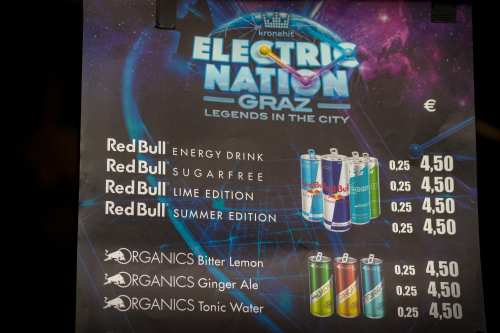 kronehit
ELECTRIC
NATION
GRAZ
LEGENDS IN THE CITY
€
Red Bull ENERGY DRINK 0,25 4,50
Red Bull SUGARFREE 0,25 4,50
Red Bull LIME EDITION 0,25 4,50
Red Bull SUMMER EDITION 0,25 4,50
ORGANICS Bitter Lemon 0,25 4,50
ORGANICS Ginger Ale 0,25 4,50
ORGANICS Tonic Water 0,25 4,50